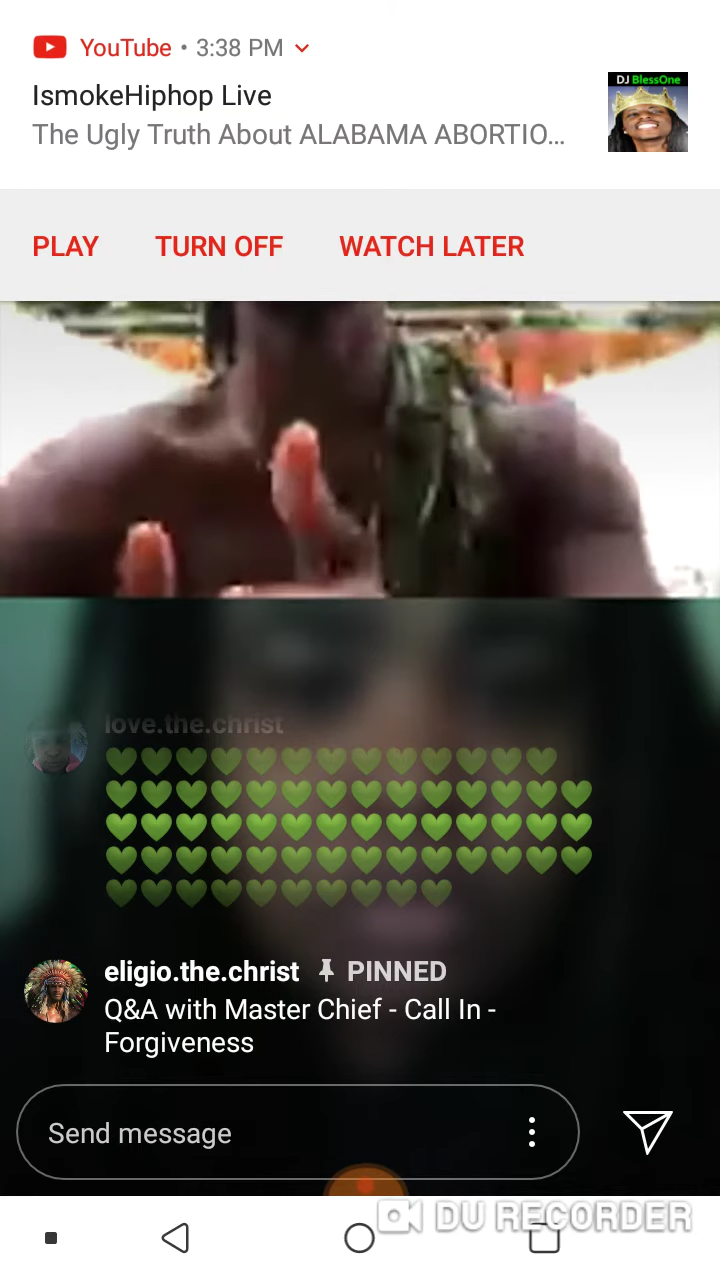 YouTube • 3:38 PM
DJ BlessOne
IsmokeHiphop Live
The Ugly Truth About ALABAMA ABORTIO...
PLAY TURN OFF WATCH LATER
love.the.christ
eligio.the.christ PINNED
Q&A with Master Chief - Call In -
Forgiveness
Send message
DU RECORDER